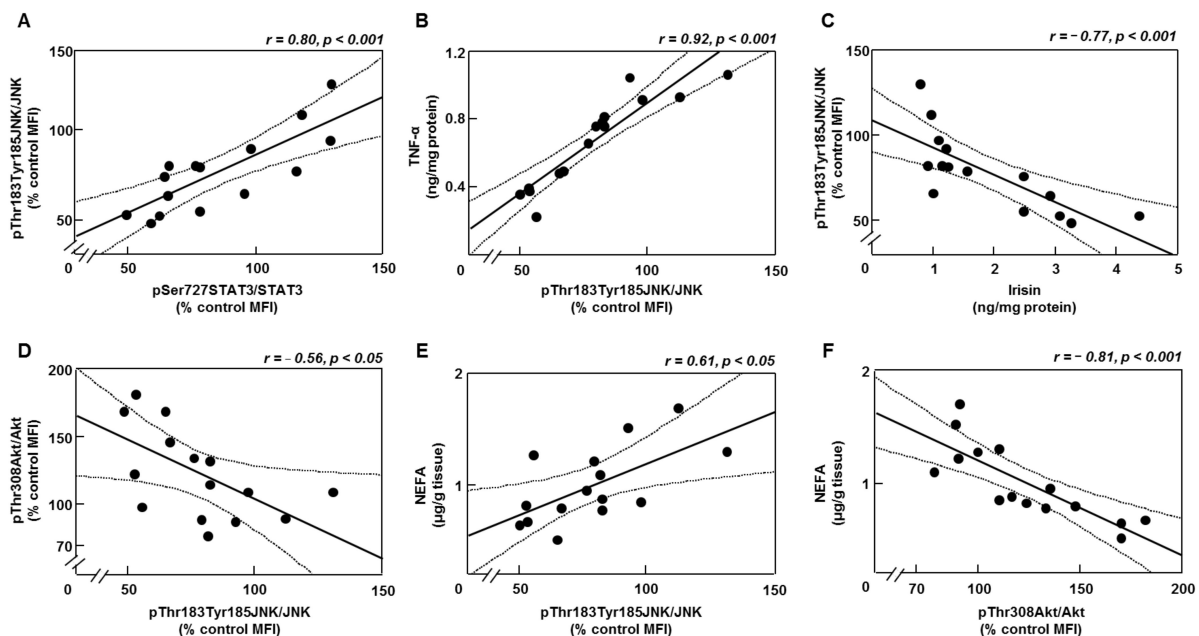 A
r = 0.80, p < 0.001
150
100
50
0
pThr183Tyr185JNK/JNK
(% control MFI)
50
100
150
pSer727STAT3/STAT3
(% control MFI)
B
r = 0.92, p < 0.001
1.2
0.8
0.4
0
TNF-α
(ng/mg protein)
50
100
150
pThr183Tyr185JNK/JNK
(% control MFI)
C
r = − 0.77, p < 0.001
150
100
50
0
pThr183Tyr185JNK/JNK
(% control MFI)
1
2
3
4
5
Irisin
(ng/mg protein)
D
r = − 0.56, p < 0.05
200
150
100
70
0
pThr308Akt/Akt
(% control MFI)
50
100
150
pThr183Tyr185JNK/JNK
(% control MFI)
E
r = 0.61, p < 0.05
2
1
0
NEFA
(µg/g tissue)
50
100
150
pThr183Tyr185JNK/JNK
(% control MFI)
F
r = − 0.81, p < 0.001
2
1
0
NEFA
(µg/g tissue)
70
100
150
200
pThr308Akt/Akt
(% control MFI)